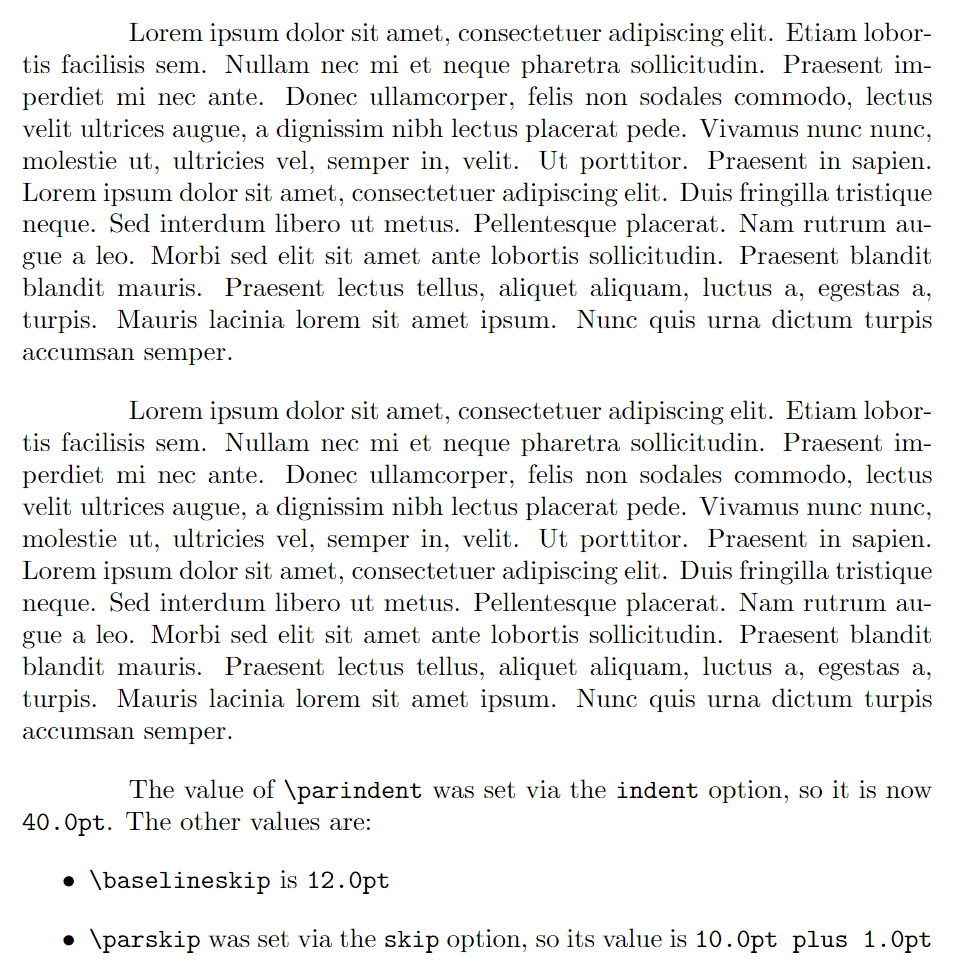 Lorem ipsum dolor sit amet, consectetuer adipiscing elit. Etiam lobor-
tis facilisis sem. Nullam nec mi et neque pharetra sollicitudin. Praesent im-
perdiet mi nec ante. Donec ullamcorper, felis non sodales commodo, lectus
velit ultrices augue, a dignissim nibh lectus placerat pede. Vivamus nunc nunc,
molestie ut, ultricies vel, semper in, velit. Ut porttitor. Praesent in sapien.
Lorem ipsum dolor sit amet, consectetuer adipiscing elit. Duis fringilla tristique
neque. Sed interdum libero ut metus. Pellentesque placerat. Nam rutrum au-
gue a leo. Morbi sed elit sit amet ante lobortis sollicitudin. Praesent blandit
blandit mauris. Praesent lectus tellus, aliquet aliquam, luctus a, egestas a,
turpis. Mauris lacinia lorem sit amet ipsum. Nunc quis urna dictum turpis
accumsan semper.
Lorem ipsum dolor sit amet, consectetuer adipiscing elit. Etiam lobor-
tis facilisis sem. Nullam nec mi et neque pharetra sollicitudin. Praesent im-
perdiet mi nec ante. Donec ullamcorper, felis non sodales commodo, lectus
velit ultrices augue, a dignissim nibh lectus placerat pede. Vivamus nunc nunc,
molestie ut, ultricies vel, semper in, velit. Ut porttitor. Praesent in sapien.
Lorem ipsum dolor sit amet, consectetuer adipiscing elit. Duis fringilla tristique
neque. Sed interdum libero ut metus. Pellentesque placerat. Nam rutrum au-
gue a leo. Morbi sed elit sit amet ante lobortis sollicitudin. Praesent blandit
blandit mauris. Praesent lectus tellus, aliquet aliquam, luctus a, egestas a,
turpis. Mauris lacinia lorem sit amet ipsum. Nunc quis urna dictum turpis
accumsan semper.
The value of \parindent was set via the indent option, so it is now
40.0pt. The other values are:
• \baselineskip is 12.0pt
• \parskip was set via the skip option, so its value is 10.0pt plus 1.0pt